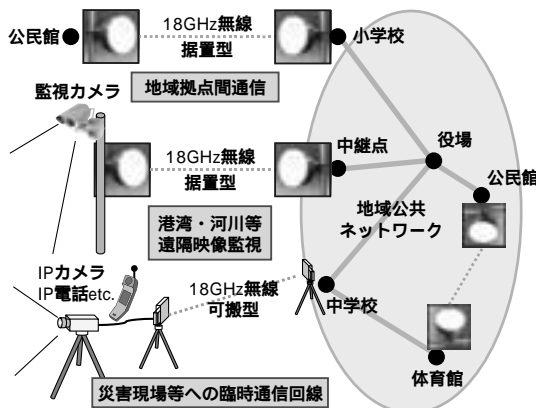 公民館
18GHz無線
据置型
小学校
地域拠点間通信
監視カメラ
18GHz無線
据置型
中継点
役場
公民館
港湾・河川等
遠隔映像監視
地域公共
ネットワーク
IPカメラ
IP電話etc.
18GHz無線
可搬型
中学校
体育館
災害現場等への臨時通信回線